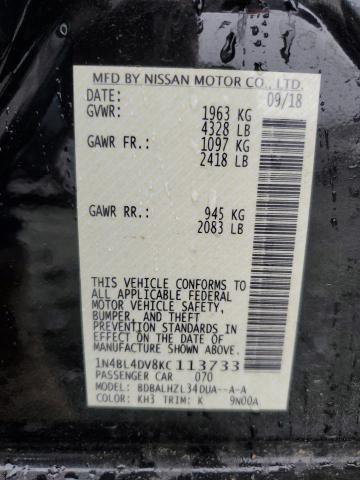 MFD BY NISSAN MOTOR CO., LTD.
DATE: 09/18
GVWR: 1963 KG
4328 LB
GAWR FR.: 1097 KG
2418 LB
GAWR RR.: 945 KG
2083 LB
THIS VEHICLE CONFORMS TO
ALL APPLICABLE FEDERAL
MOTOR VEHICLE SAFETY,
BUMPER, AND THEFT
PREVENTION STANDARDS IN
EFFECT ON THE DATE OF
MANUFACTURE SHOWN ABOVE.
1N4BL4DV8KC113733
PASSENGER CAR 070
MODEL: BDBALHZL34DUA--A-A
COLOR: KH3 TRIM: K 9N00A